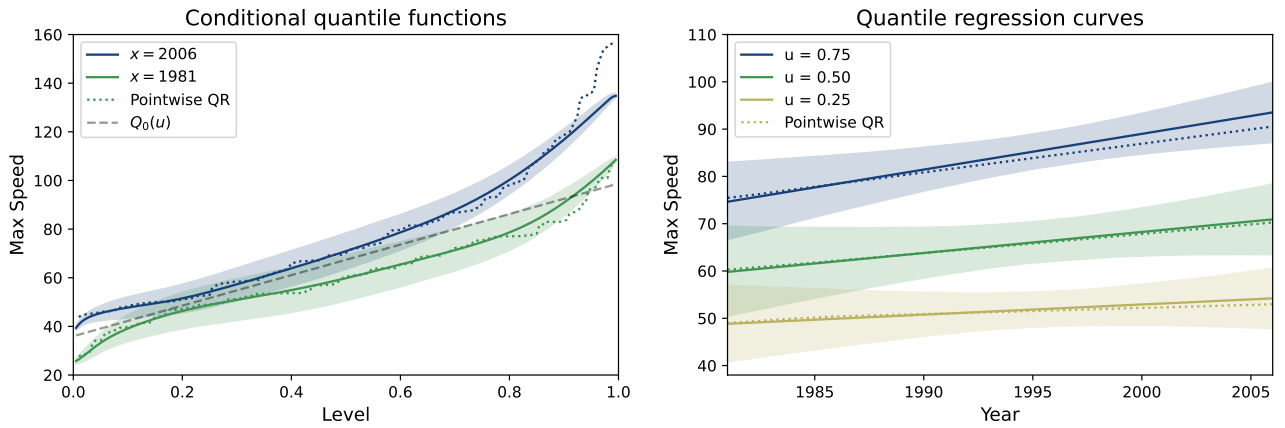 Conditional quantile functions
160
140
120
100
80
60
40
20
Max Speed
x = 2006
x = 1981
Pointwise QR
Q₀(u)
0.0 0.2 0.4 0.6 0.8 1.0
Level
Quantile regression curves
110
100
90
80
70
60
50
40
Max Speed
u = 0.75
u = 0.50
u = 0.25
Pointwise QR
1985 1990 1995 2000 2005
Year